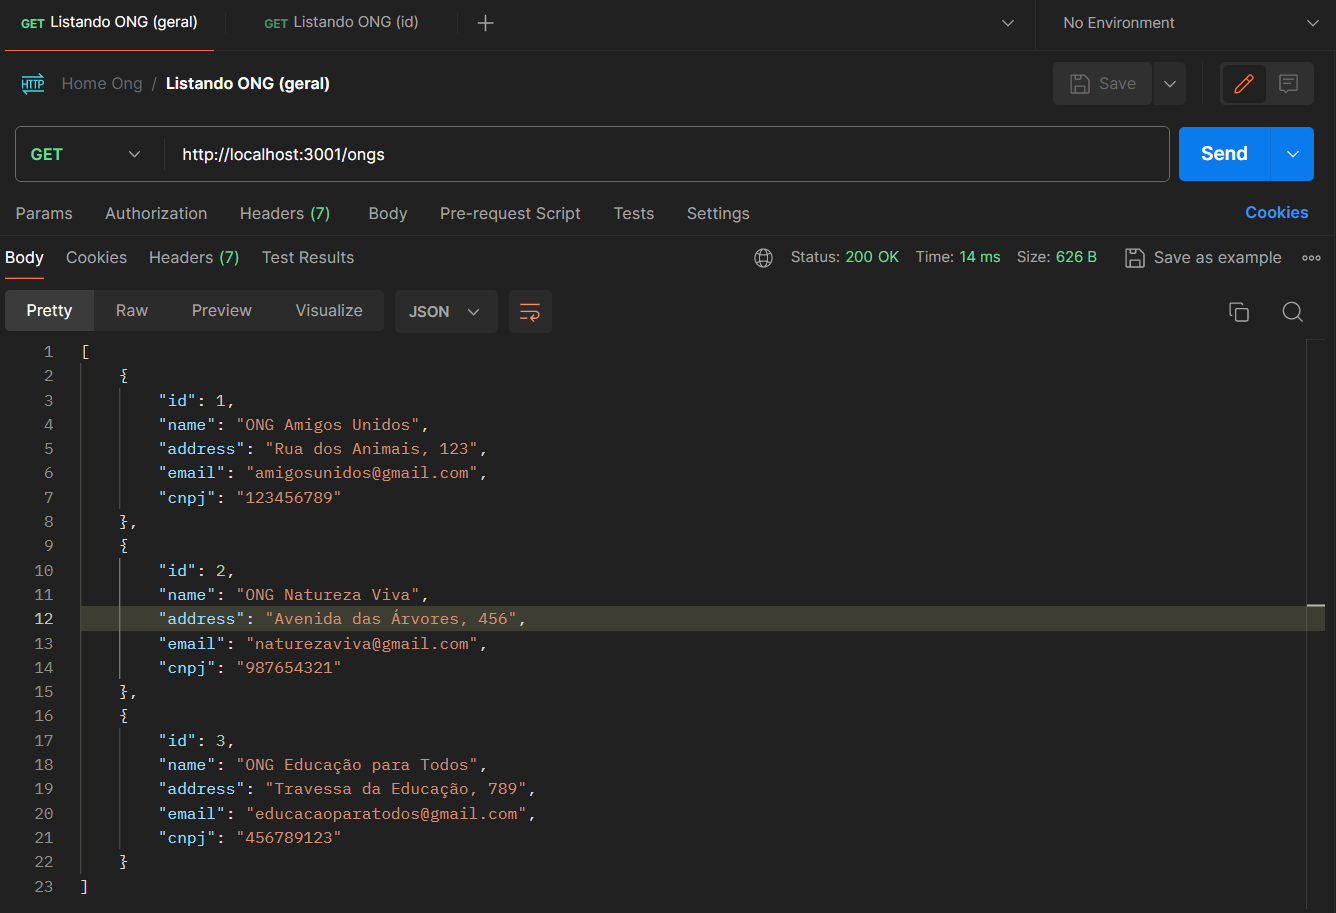 GET Listando ONG (geral) GET Listando ONG (id) No Environment
HTTP Home Ong / Listando ONG (geral) Save
GET http://localhost:3001/ongs Send
Params Authorization Headers (7) Body Pre-request Script Tests Settings Cookies
Body Cookies Headers (7) Test Results Status: 200 OK Time: 14 ms Size: 626 B Save as example
Pretty Raw Preview Visualize JSON
1 [
2 {
3 "id": 1,
4 "name": "ONG Amigos Unidos",
5 "address": "Rua dos Animais, 123",
6 "email": "amigosunidos@gmail.com",
7 "cnpj": "123456789"
8 },
9 {
10 "id": 2,
11 "name": "ONG Natureza Viva",
12 "address": "Avenida das Árvores, 456",
13 "email": "naturezaviva@gmail.com",
14 "cnpj": "987654321"
15 },
16 {
17 "id": 3,
18 "name": "ONG Educação para Todos",
19 "address": "Travessa da Educação, 789",
20 "email": "educacaoparatodos@gmail.com",
21 "cnpj": "456789123"
22 }
23 ]